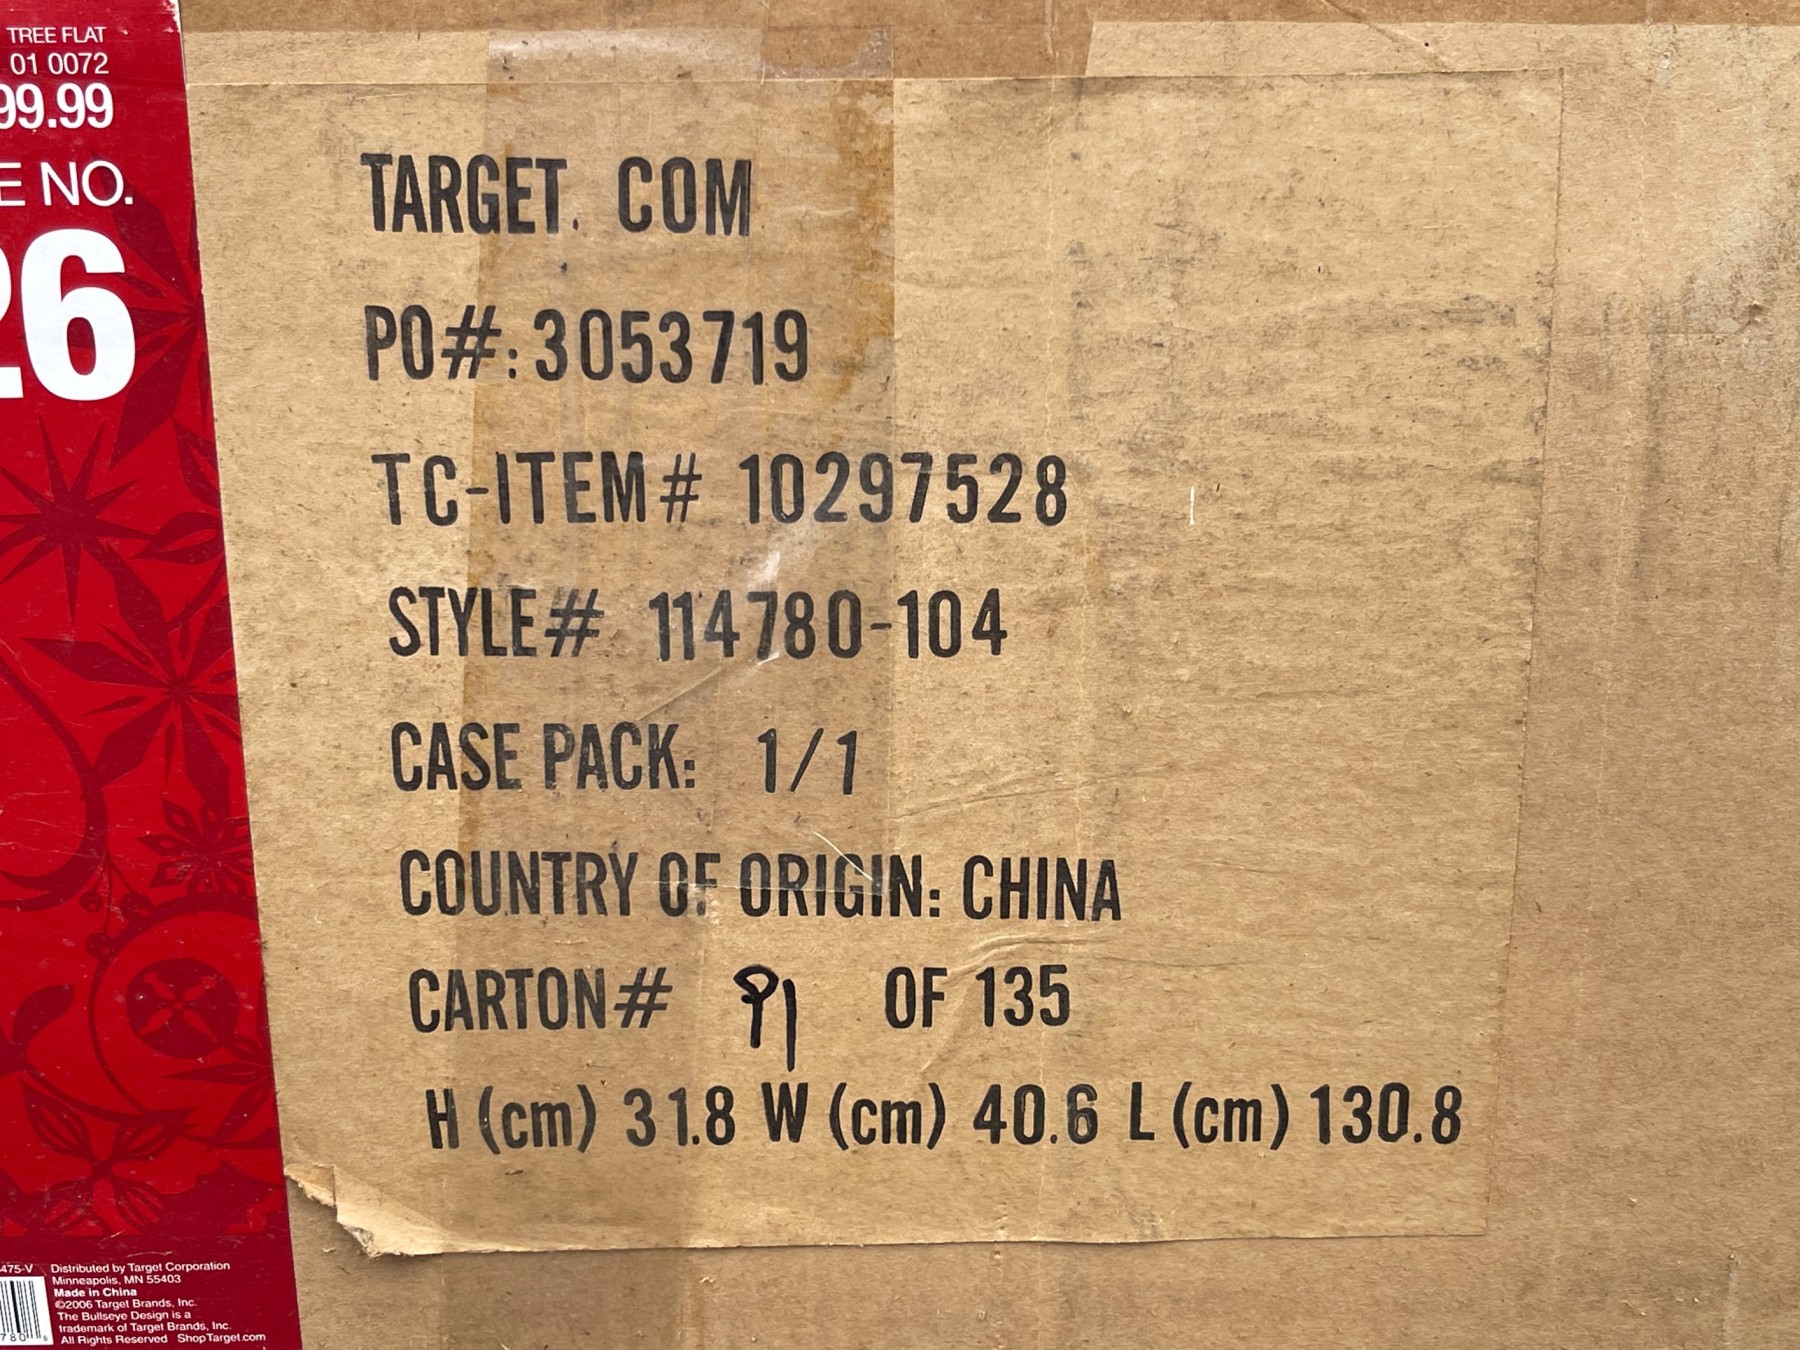 TREE FLAT
01 0072
99.99
E NO.
26
TARGET. COM
PO#: 3053719
TC-ITEM# 10297528
STYLE# 114780-104
CASE PACK: 1/1
COUNTRY OF ORIGIN: CHINA
CARTON# 91 OF 135
H (cm) 31.8 W (cm) 40.6 L (cm) 130.8
475-V Distributed by Target Corporation
Minneapolis, MN 55403
Made in China
©2006 Target Brands, Inc.
The Bullseye Design is a
trademark of Target Brands, Inc.
All Rights Reserved ShopTarget.com
780